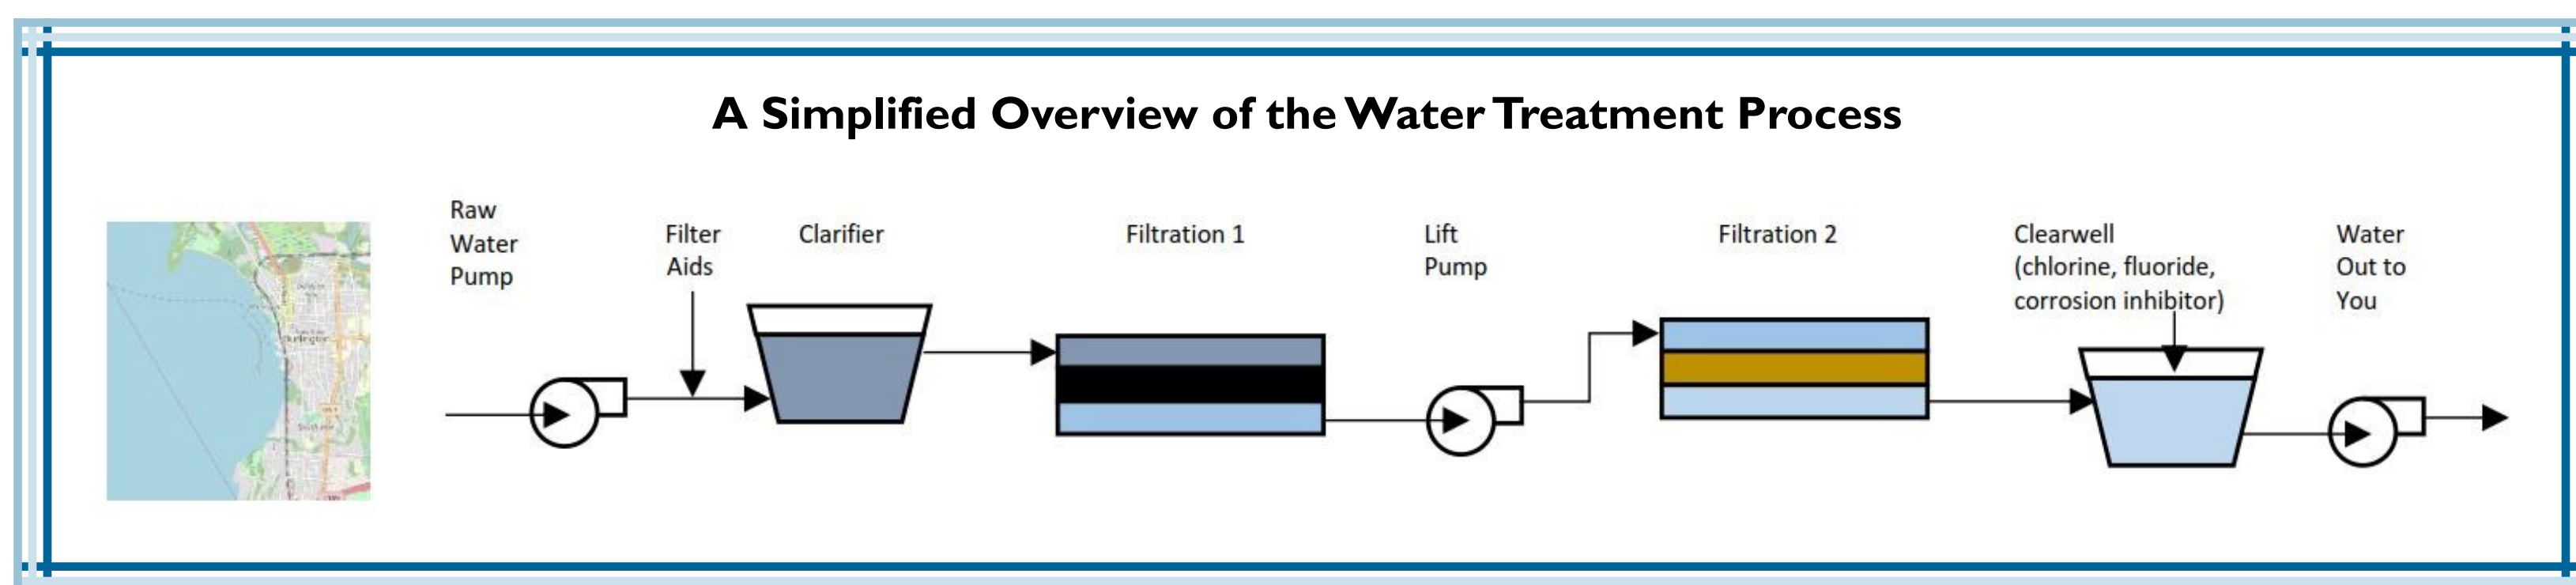 A Simplified Overview of the Water Treatment Process
Raw
Water
Pump
Filter
Aids
Clarifier
Filtration 1
Lift
Pump
Filtration 2
Clearwell
(chlorine, fluoride,
corrosion inhibitor)
Water
Out to
You
Burlington